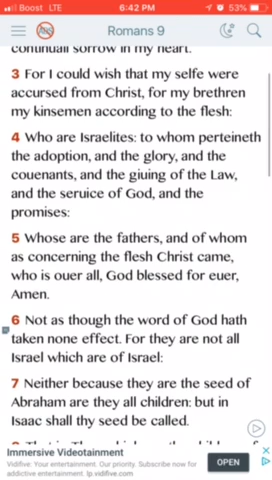 Boost LTE
6:42 PM
53%
Romans 9
continuall sorrow in my heart.
3 For I could wish that my selfe were
accursed from Christ, for my brethren
my kinsemen according to the flesh:
4 Who are Israelites: to whom perteineth
the adoption, and the glory, and the
couenants, and the giuing of the Law,
and the seruice of God, and the
promises:
5 Whose are the fathers, and of whom
as concerning the flesh Christ came,
who is ouer all, God blessed for euer,
Amen.
6 Not as though the word of God hath
taken none effect. For they are not all
Israel which are of Israel:
7 Neither because they are the seed of
Abraham are they all children: but in
Isaac shall thy seed be called.
Immersive Videotainment
Vidfive: Your entertainment. Our priority. Subscribe now for
addictive entertainment. lp.vidfive.com
OPEN